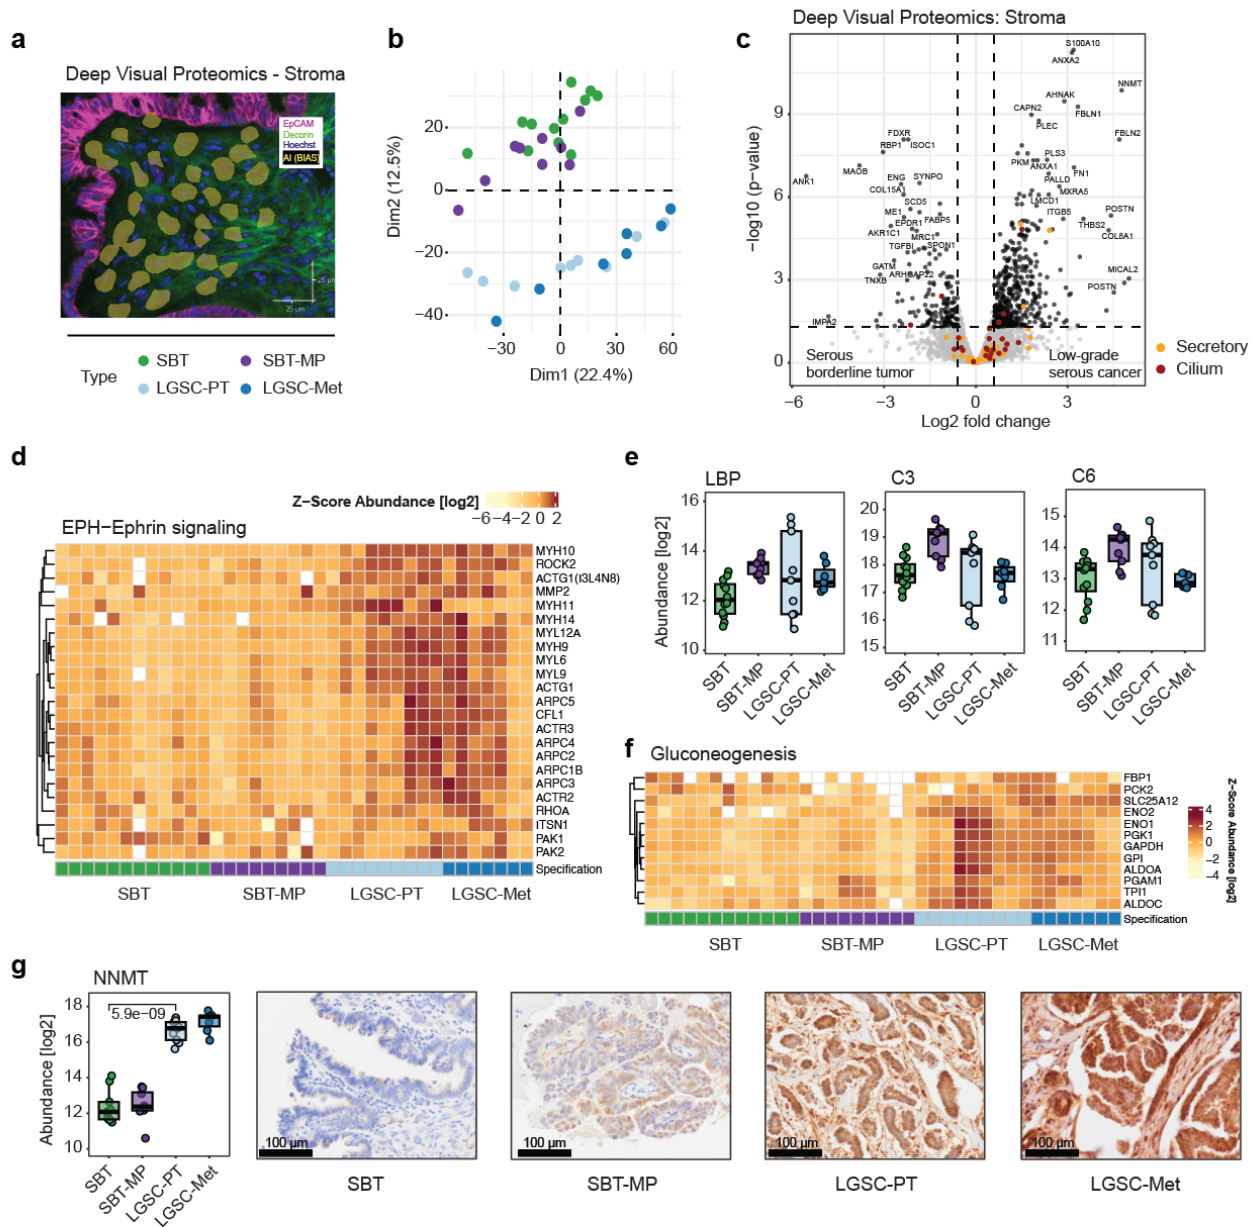 a
Deep Visual Proteomics - Stroma
EpCAM
Decorin
Hoechst
AI (BIAS)
25 µm
25 µm
Type
SBT
SBT-MP
LGSC-PT
LGSC-Met
b
Dim2 (12.5%)
20
0
−20
−40
−30
0
30
60
Dim1 (22.4%)
c
Deep Visual Proteomics: Stroma
−log10 (p-value)
9
6
3
0
−6
−3
0
3
Log2 fold change
S100A10
ANXA2
NNMT
AHNAK
CAPN2
FBLN1
PLEC
FBLN2
FDXR
RBP1
ISOC1
PLS3
PKM
ANXA1
FN1
MAOB
ANK1
ENG
SYNPO
PALLD
COL15A1
MXRA5
SCD5
LMCD1
ME1
FABP5
ITGB5
POSTN
EPDR1
THBS2
AKR1C1
MRC1
COL8A1
TGFBI
SPON1
GATM
ARHGAP22
MICAL2
TNXB
POSTN
IMPA2
Serous
borderline tumor
Low-grade
serous cancer
Secretory
Cilium
d
Z−Score Abundance [log2]
−6−4−2 0 2
EPH−Ephrin signaling
MYH10
ROCK2
ACTG1(I3L4N8)
MMP2
MYH11
MYH14
MYL12A
MYH9
MYL6
MYL9
ACTG1
ARPC5
CFL1
ACTR3
ARPC4
ARPC2
ARPC1B
ARPC3
ACTR2
RHOA
ITSN1
PAK1
PAK2
Specification
SBT
SBT-MP
LGSC-PT
LGSC-Met
e
LBP
Abundance [log2]
16
14
12
10
SBT
SBT-MP
LGSC-PT
LGSC-Met
C3
20
19
18
17
16
15
SBT
SBT-MP
LGSC-PT
LGSC-Met
C6
15
14
13
12
11
SBT
SBT-MP
LGSC-PT
LGSC-Met
f
Gluconeogenesis
FBP1
PCK2
SLC25A12
ENO2
ENO1
PGK1
GAPDH
GPI
ALDOA
PGAM1
TPI1
ALDOC
Specification
4
2
0
−2
−4
Z−Score Abundance [log2]
SBT
SBT-MP
LGSC-PT
LGSC-Met
g
NNMT
Abundance [log2]
18
16
14
12
10
5.9e−09
SBT
SBT-MP
LGSC-PT
LGSC-Met
100 µm
SBT
100 µm
SBT-MP
100 µm
LGSC-PT
100 µm
LGSC-Met